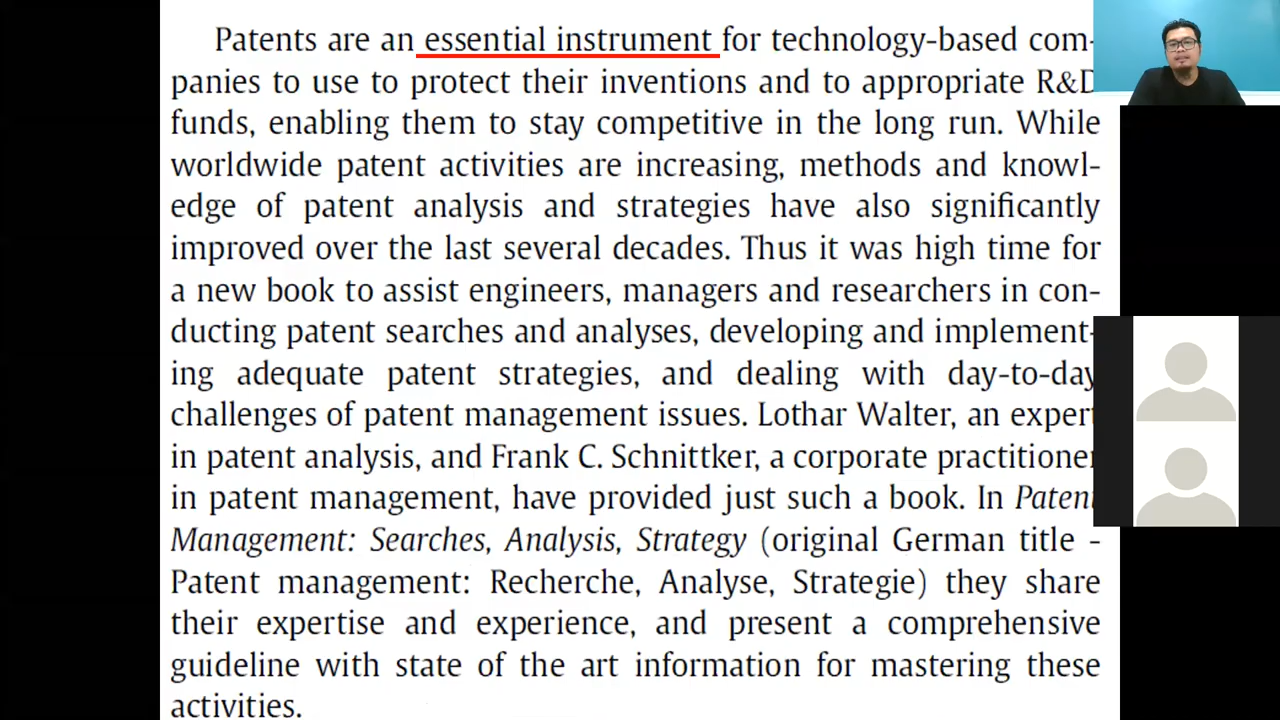 Patents are an essential instrument for technology-based com-
panies to use to protect their inventions and to appropriate R&D
funds, enabling them to stay competitive in the long run. While
worldwide patent activities are increasing, methods and knowl-
edge of patent analysis and strategies have also significantly
improved over the last several decades. Thus it was high time for
a new book to assist engineers, managers and researchers in con-
ducting patent searches and analyses, developing and implement-
ing adequate patent strategies, and dealing with day-to-day
challenges of patent management issues. Lothar Walter, an expert
in patent analysis, and Frank C. Schnittker, a corporate practitioner
in patent management, have provided just such a book. In Patent
Management: Searches, Analysis, Strategy (original German title -
Patent management: Recherche, Analyse, Strategie) they share
their expertise and experience, and present a comprehensive
guideline with state of the art information for mastering these
activities.